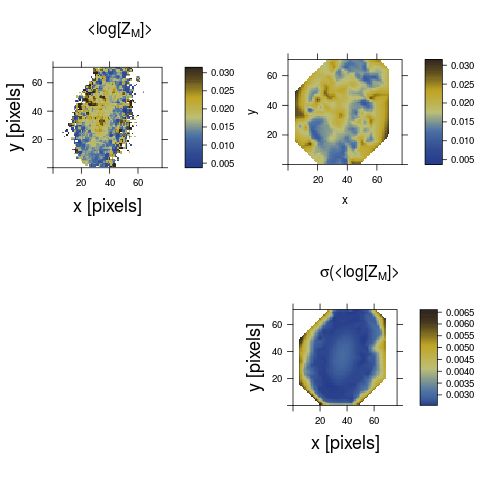 <log[Z_M]>
60
40
20
y [pixels]
20 40 60
x [pixels]
0.030
0.025
0.020
0.015
0.010
0.005
60
40
20
y
20 40 60
x
0.030
0.025
0.020
0.015
0.010
0.005
σ(<log[Z_M]>
60
40
20
y [pixels]
20 40 60
x [pixels]
0.0065
0.0060
0.0055
0.0050
0.0045
0.0040
0.0035
0.0030